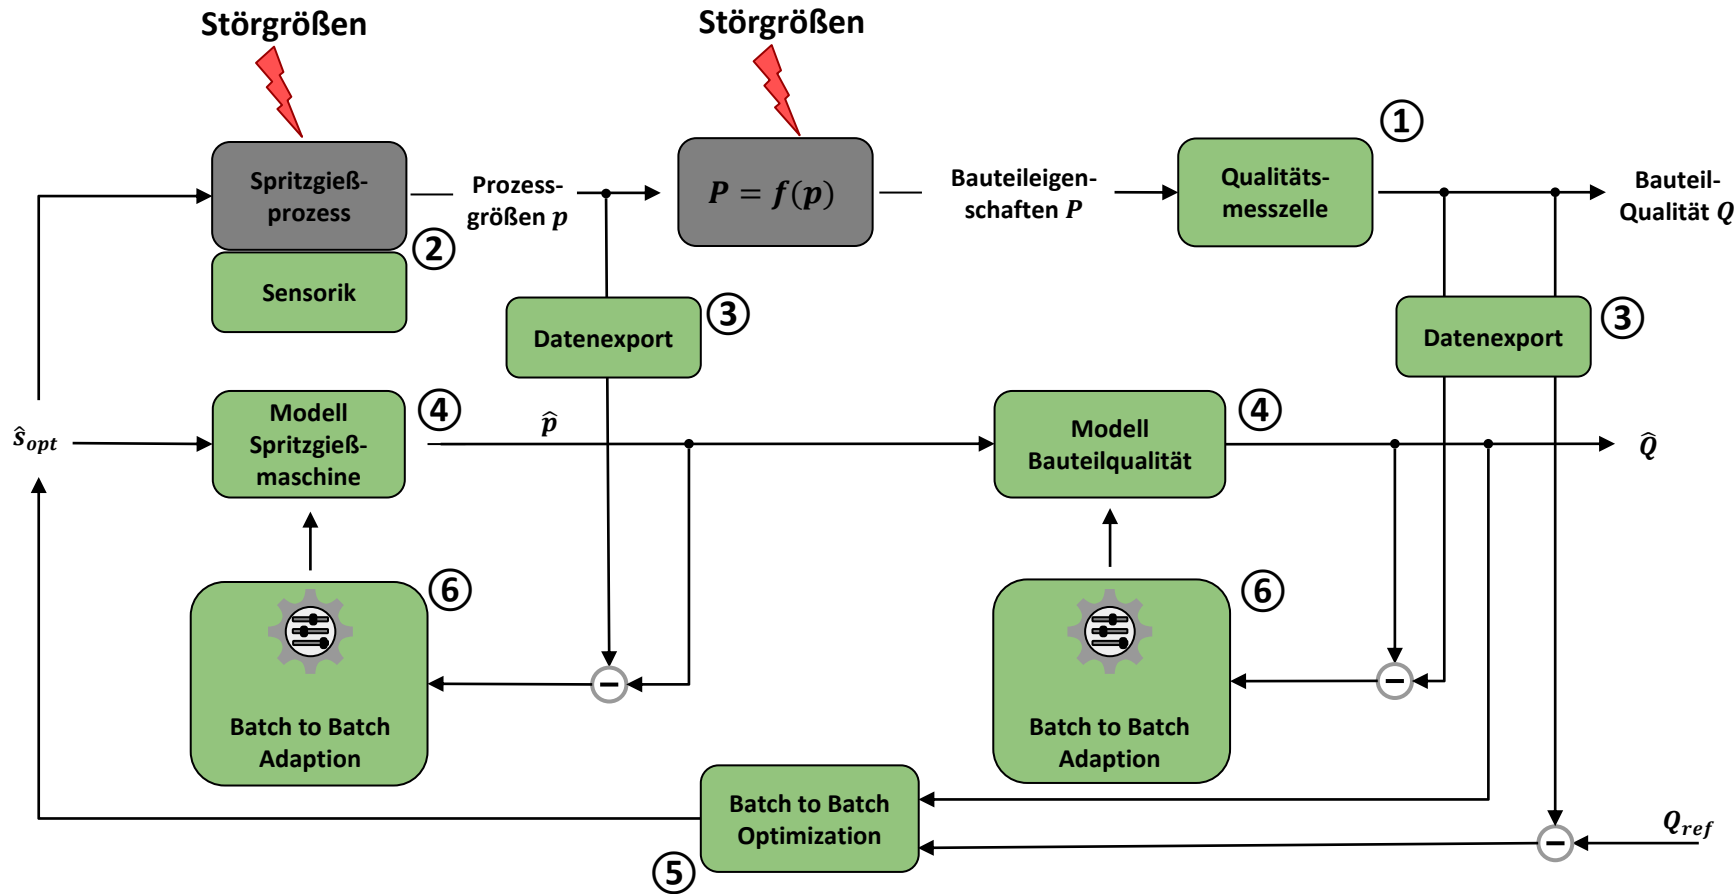 Störgrößen
Störgrößen
①
Spritzgieß-
prozess
②
Sensorik
Prozess-
größen p
P = f(p)
Bauteileigen-
schaften P
Qualitäts-
messzelle
Bauteil-
Qualität Q
Datenexport
③
Datenexport
③
ŝ_opt
Modell
Spritzgieß-
maschine
④
p̂
Modell
Bauteilqualität
④
Q̂
⑥
Batch to Batch
Adaption
−
⑥
Batch to Batch
Adaption
−
Batch to Batch
Optimization
⑤
−
Q_ref